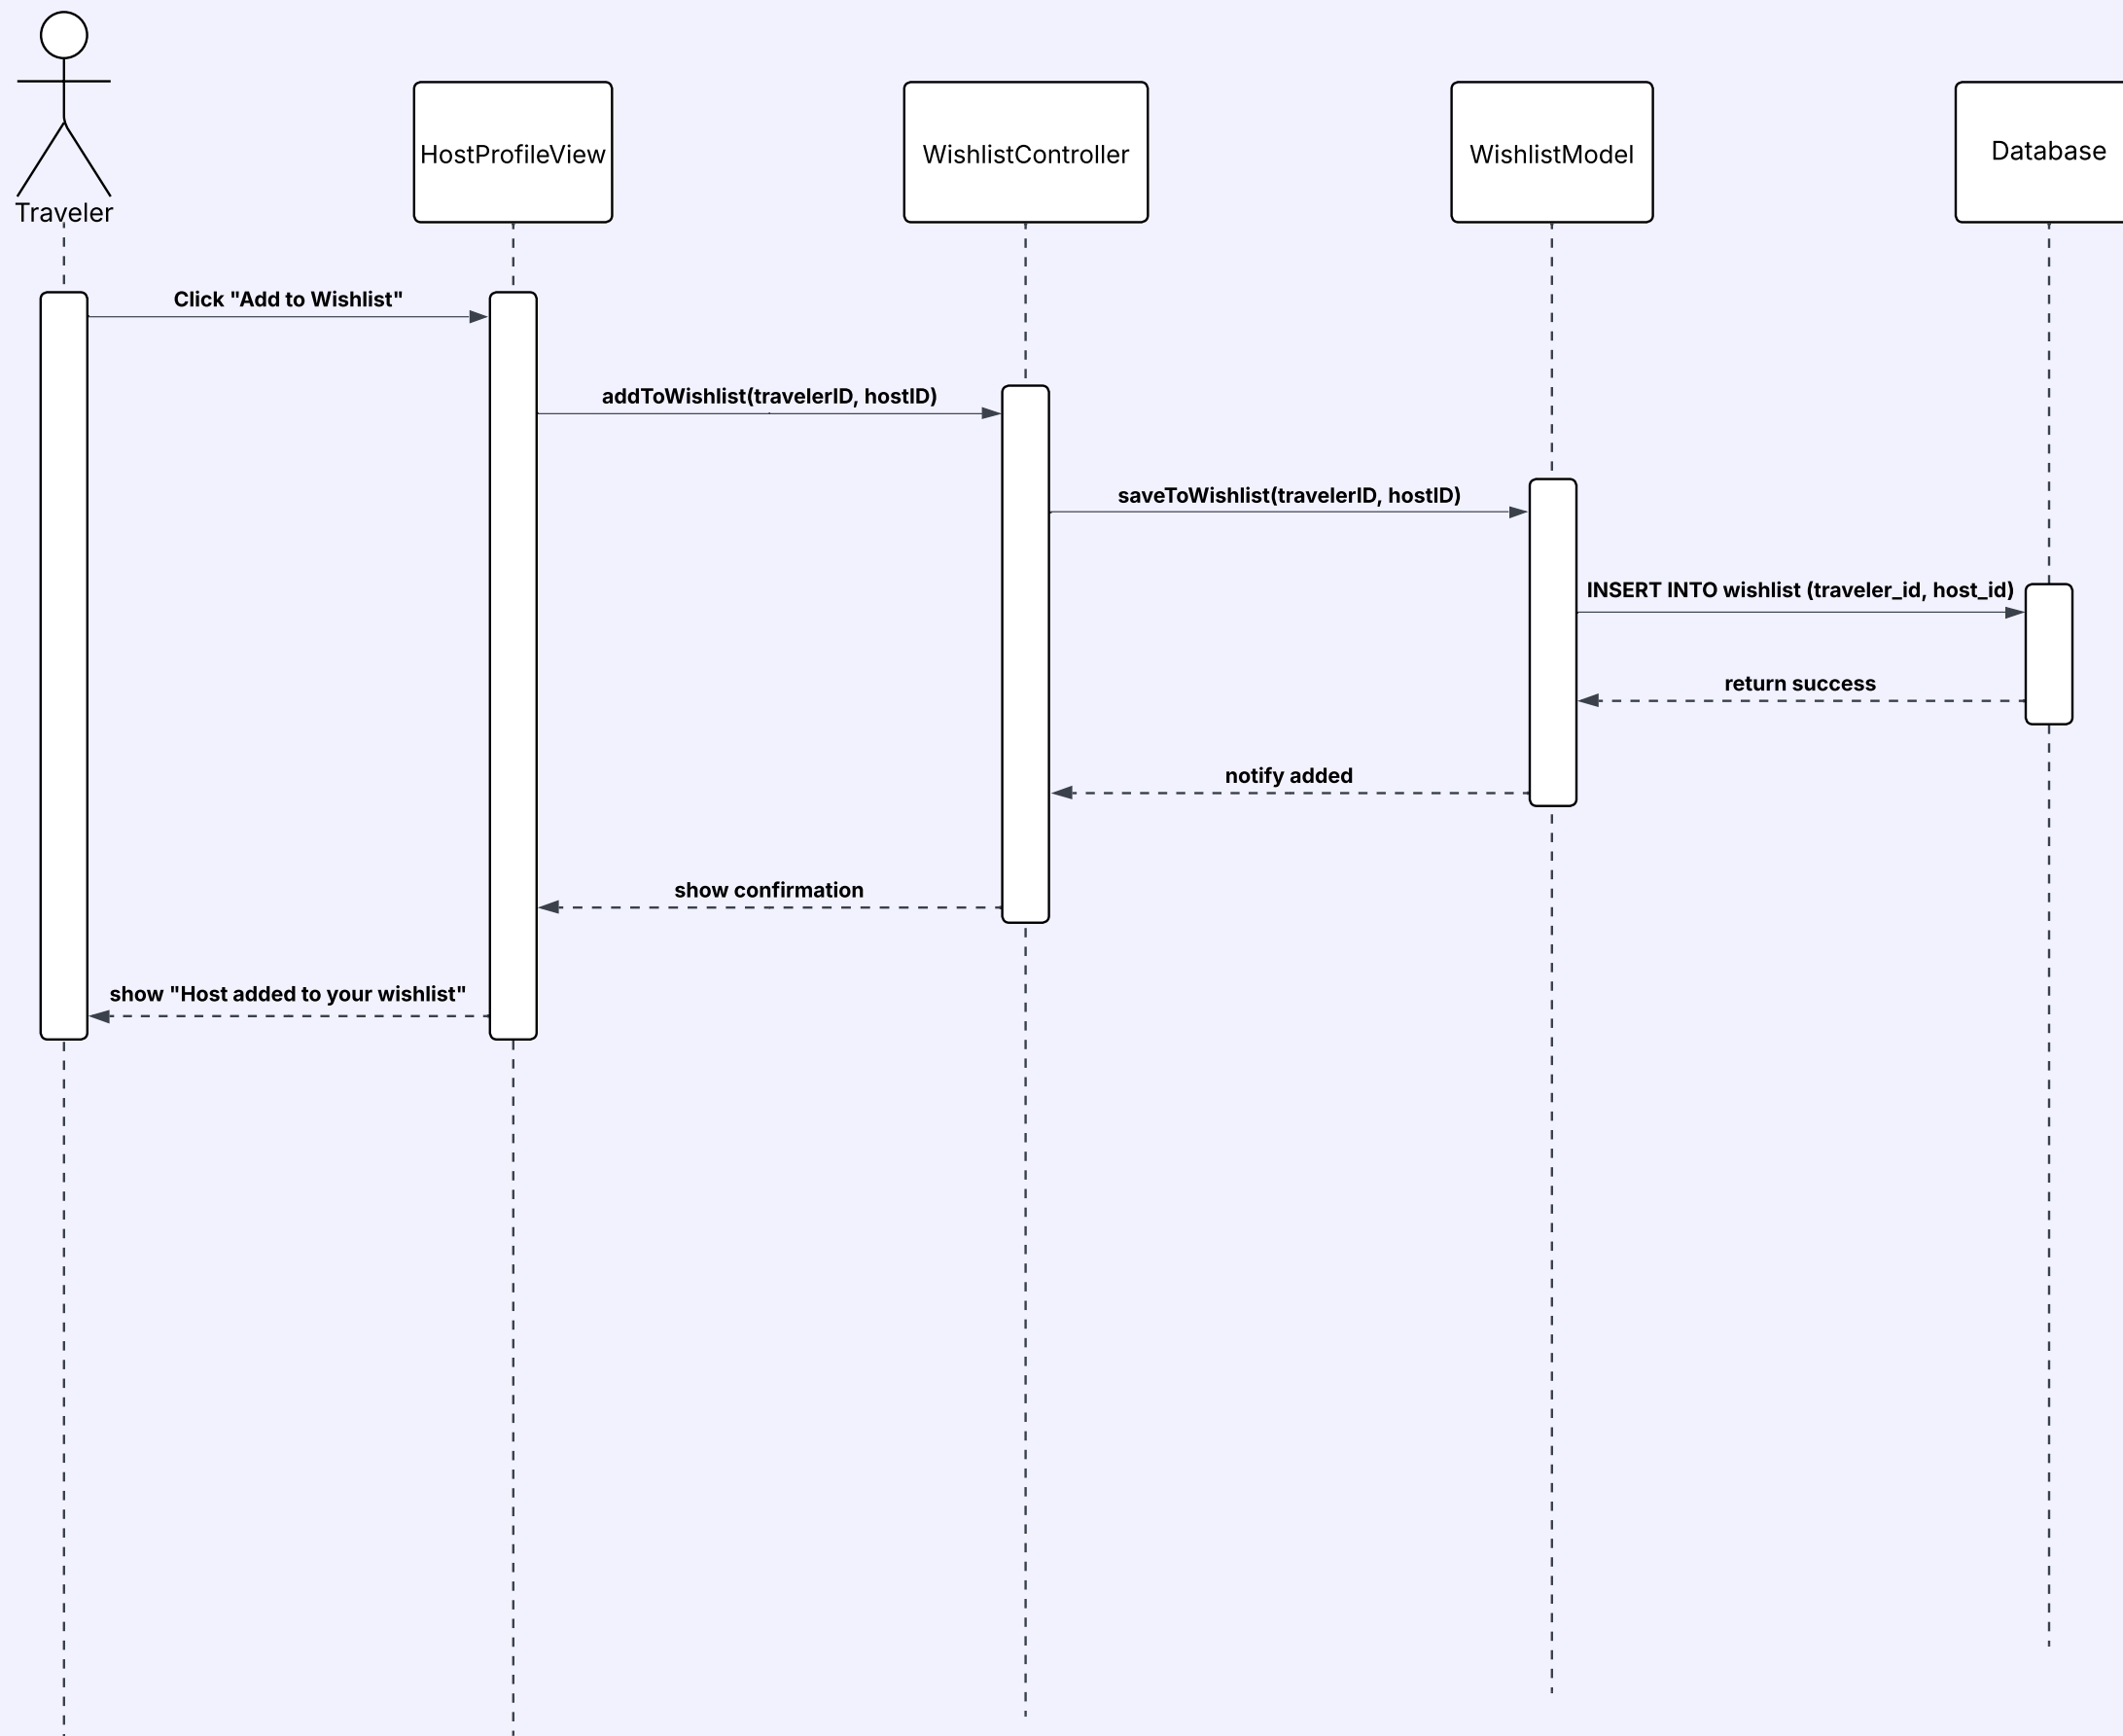 Traveler
HostProfileView
WishlistController
WishlistModel
Database
Click "Add to Wishlist"
addToWishlist(travelerID, hostID)
saveToWishlist(travelerID, hostID)
INSERT INTO wishlist (traveler_id, host_id)
return success
notify added
show confirmation
show "Host added to your wishlist"